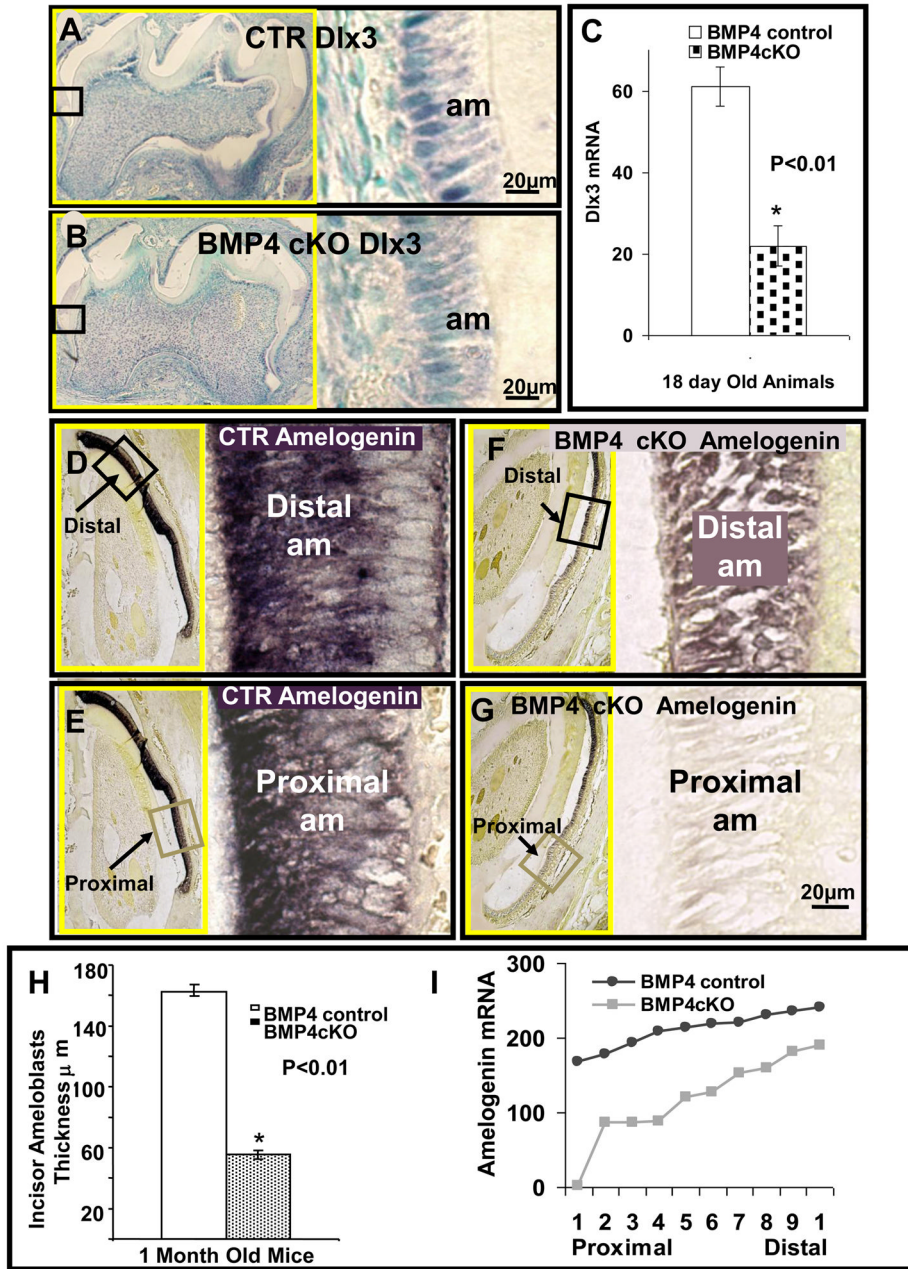 A
CTR Dlx3
am
20μm
B
BMP4 cKO Dlx3
am
20μm
C
BMP4 control
BMP4cKO
Dlx3 mRNA
60
40
20
0
P<0.01
*
18 day Old Animals
D
CTR Amelogenin
Distal
Distal
am
E
CTR Amelogenin
Proximal
Proximal
am
F
BMP4 cKO Amelogenin
Distal
Distal
am
G
BMP4 cKO Amelogenin
Proximal
Proximal
am
20μm
H
Incisor Ameloblasts
Thickness μ m
180
140
100
60
20
BMP4 control
BMP4cKO
P<0.01
*
1 Month Old Mice
I
Amelogenin mRNA
300
200
100
0
BMP4 control
BMP4cKO
1 2 3 4 5 6 7 8 9 1
Proximal Distal